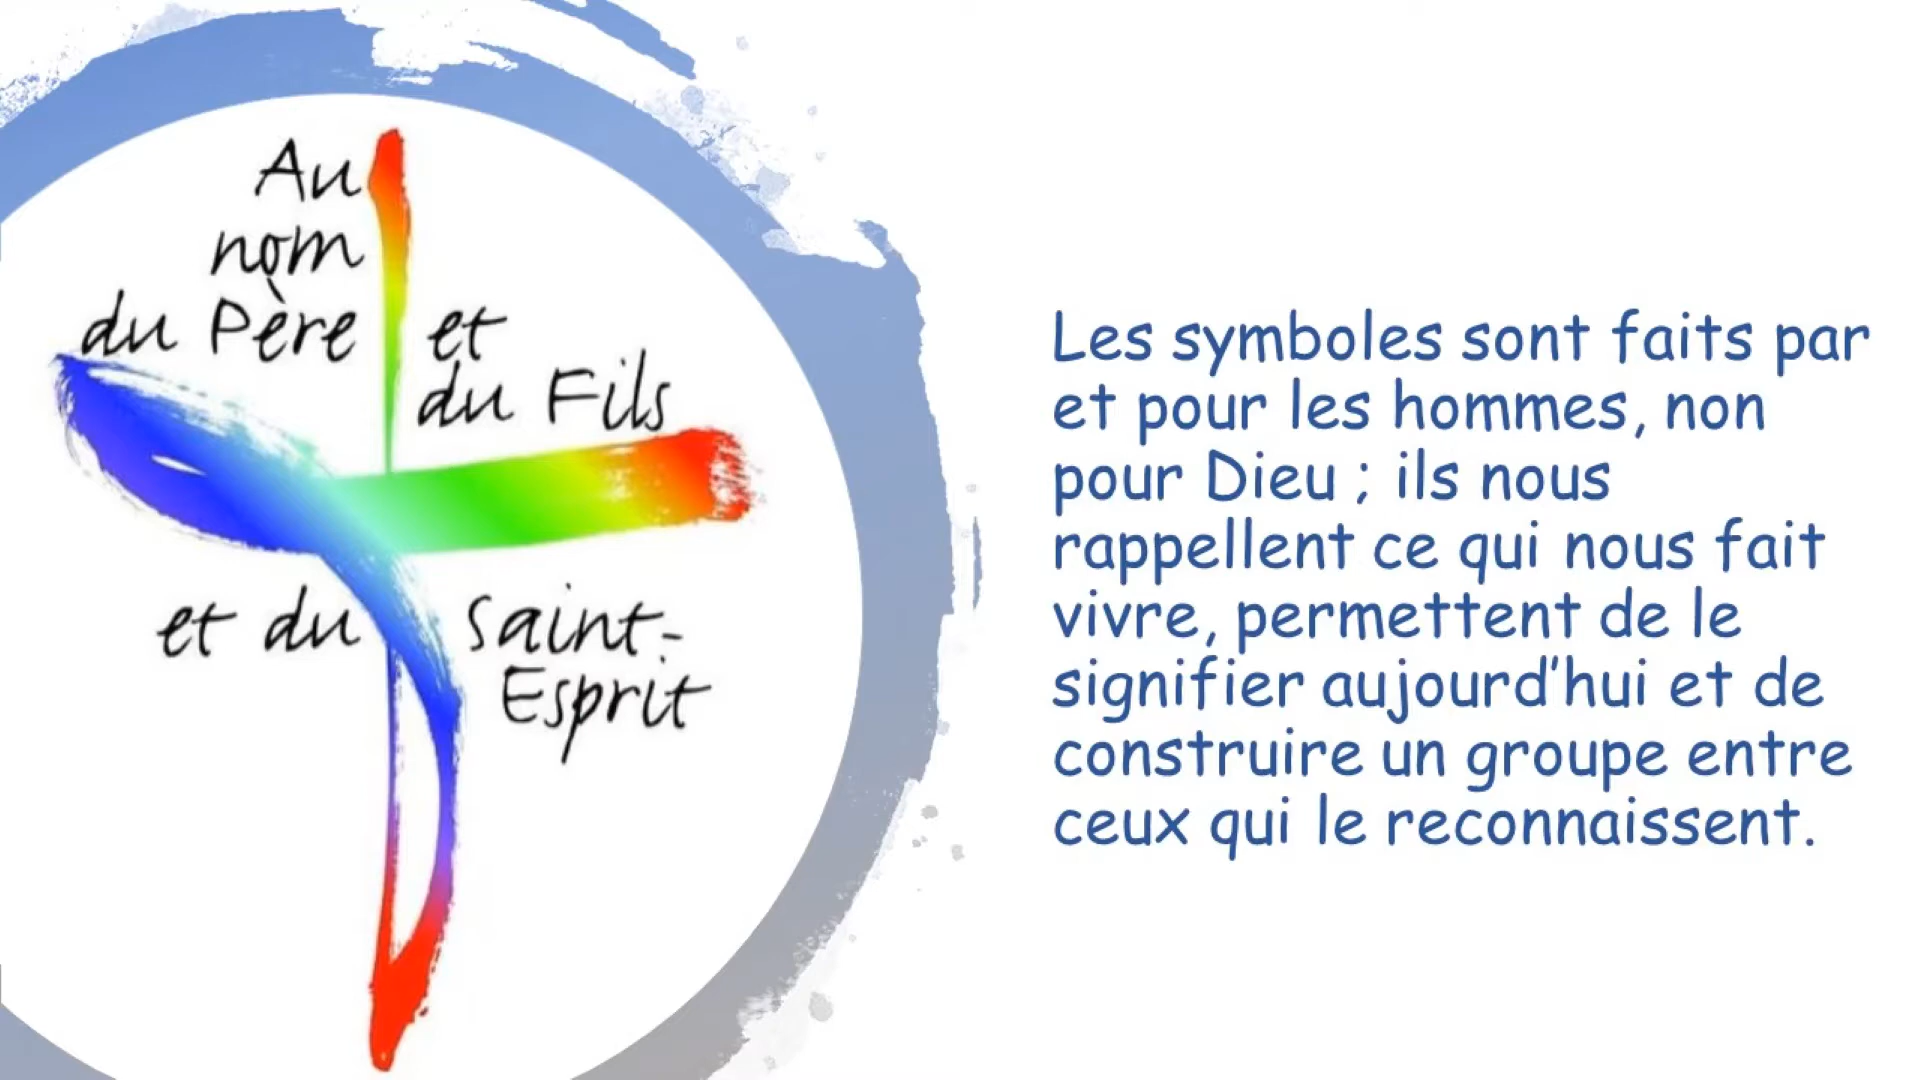 Au
nom
du Père
et
du Fils
et du Saint-
Esprit
Les symboles sont faits par
et pour les hommes, non
pour Dieu ; ils nous
rappellent ce qui nous fait
vivre, permettent de le
signifier aujourd’hui et de
construire un groupe entre
ceux qui le reconnaissent.